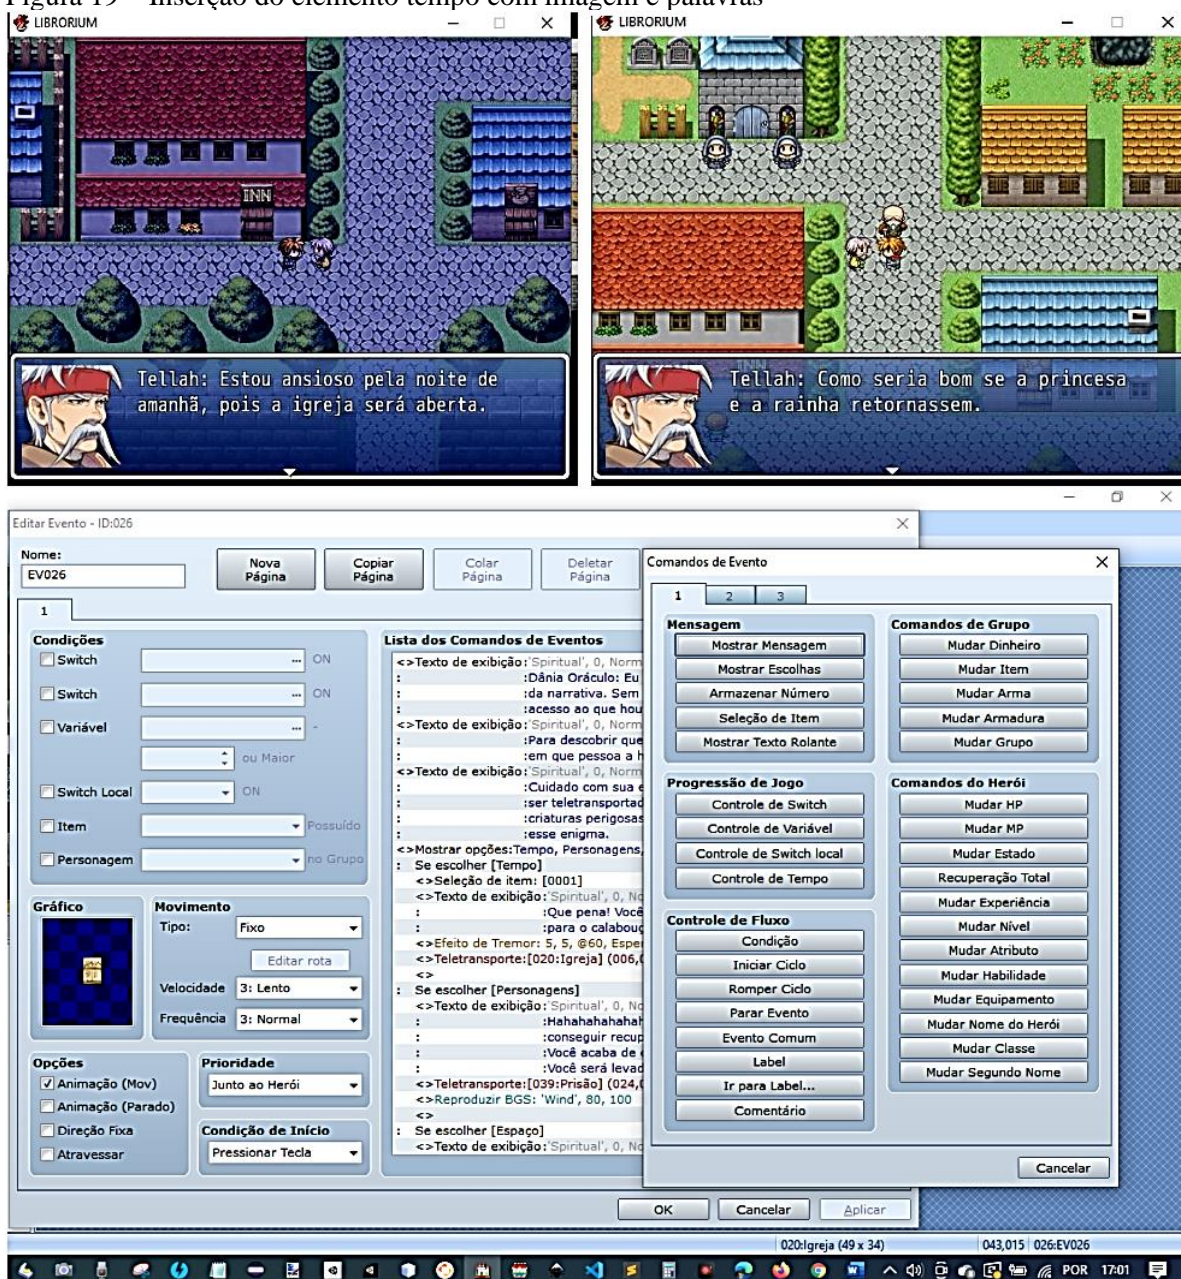 Figura 19 – Inserção do elemento tempo com imagem e palavras
LIBRORIUM
INN
Tellah: Estou ansioso pela noite de
amanhã, pois a igreja será aberta.
LIBRORIUM
Tellah: Como seria bom se a princesa
e a rainha retornassem.
Editar Evento - ID:026
Nome:
EV026
Nova Página
Copiar Página
Colar Página
Deletar Página
1
Condições
Switch ... ON
Switch ... ON
Variável ... -
ou Maior
Switch Local ON
Item Possuído
Personagem no Grupo
Gráfico
Movimento
Tipo: Fixo
Editar rota
Velocidade 3: Lento
Frequência 3: Normal
Opções
Animação (Mov)
Animação (Parado)
Direção Fixa
Atravessar
Prioridade
Junto ao Herói
Condição de Início
Pressionar Tecla
Lista dos Comandos de Eventos
<>Texto de exibição:'Spiritual', 0, Norm
: :Dânia Oráculo: Eu
: :da narrativa. Sem
: :acesso ao que hou
<>Texto de exibição:'Spiritual', 0, Norm
: :Para descobrir que
: :em que pessoa a h
<>Texto de exibição:'Spiritual', 0, Norm
: :Cuidado com sua e
: :ser teletransportad
: :criaturas perigosas
: :esse enigma.
<>Mostrar opções:Tempo, Personagens,
: Se escolher [Tempo]
<>Seleção de item: [0001]
<>Texto de exibição:'Spiritual', 0, No
: :Que pena! Você
: :para o calabouç
<>Efeito de Tremor: 5, 5, @60, Esper
<>Teletransporte:[020:Igreja] (006,0
<>
: Se escolher [Personagens]
<>Texto de exibição:'Spiritual', 0, No
: :Hahahahahahah
: :conseguir recup
: :Você acaba de
: :Você será levad
<>Teletransporte:[039:Prisão] (024,0
<>Reproduzir BGS: 'Wind', 80, 100
<>
: Se escolher [Espaço]
<>Texto de exibição:'Spiritual', 0, No
OK
Cancelar
Aplicar
Comandos de Evento
1 2 3
Mensagem
Mostrar Mensagem
Mostrar Escolhas
Armazenar Número
Seleção de Item
Mostrar Texto Rolante
Progressão de Jogo
Controle de Switch
Controle de Variável
Controle de Switch local
Controle de Tempo
Controle de Fluxo
Condição
Iniciar Ciclo
Romper Ciclo
Parar Evento
Evento Comum
Label
Ir para Label...
Comentário
Comandos de Grupo
Mudar Dinheiro
Mudar Item
Mudar Arma
Mudar Armadura
Mudar Grupo
Comandos do Herói
Mudar HP
Mudar MP
Mudar Estado
Recuperação Total
Mudar Experiência
Mudar Nível
Mudar Atributo
Mudar Habilidade
Mudar Equipamento
Mudar Nome do Herói
Mudar Classe
Mudar Segundo Nome
Cancelar
020:Igreja (49 x 34)
043,015
026:EV026
POR
17:01